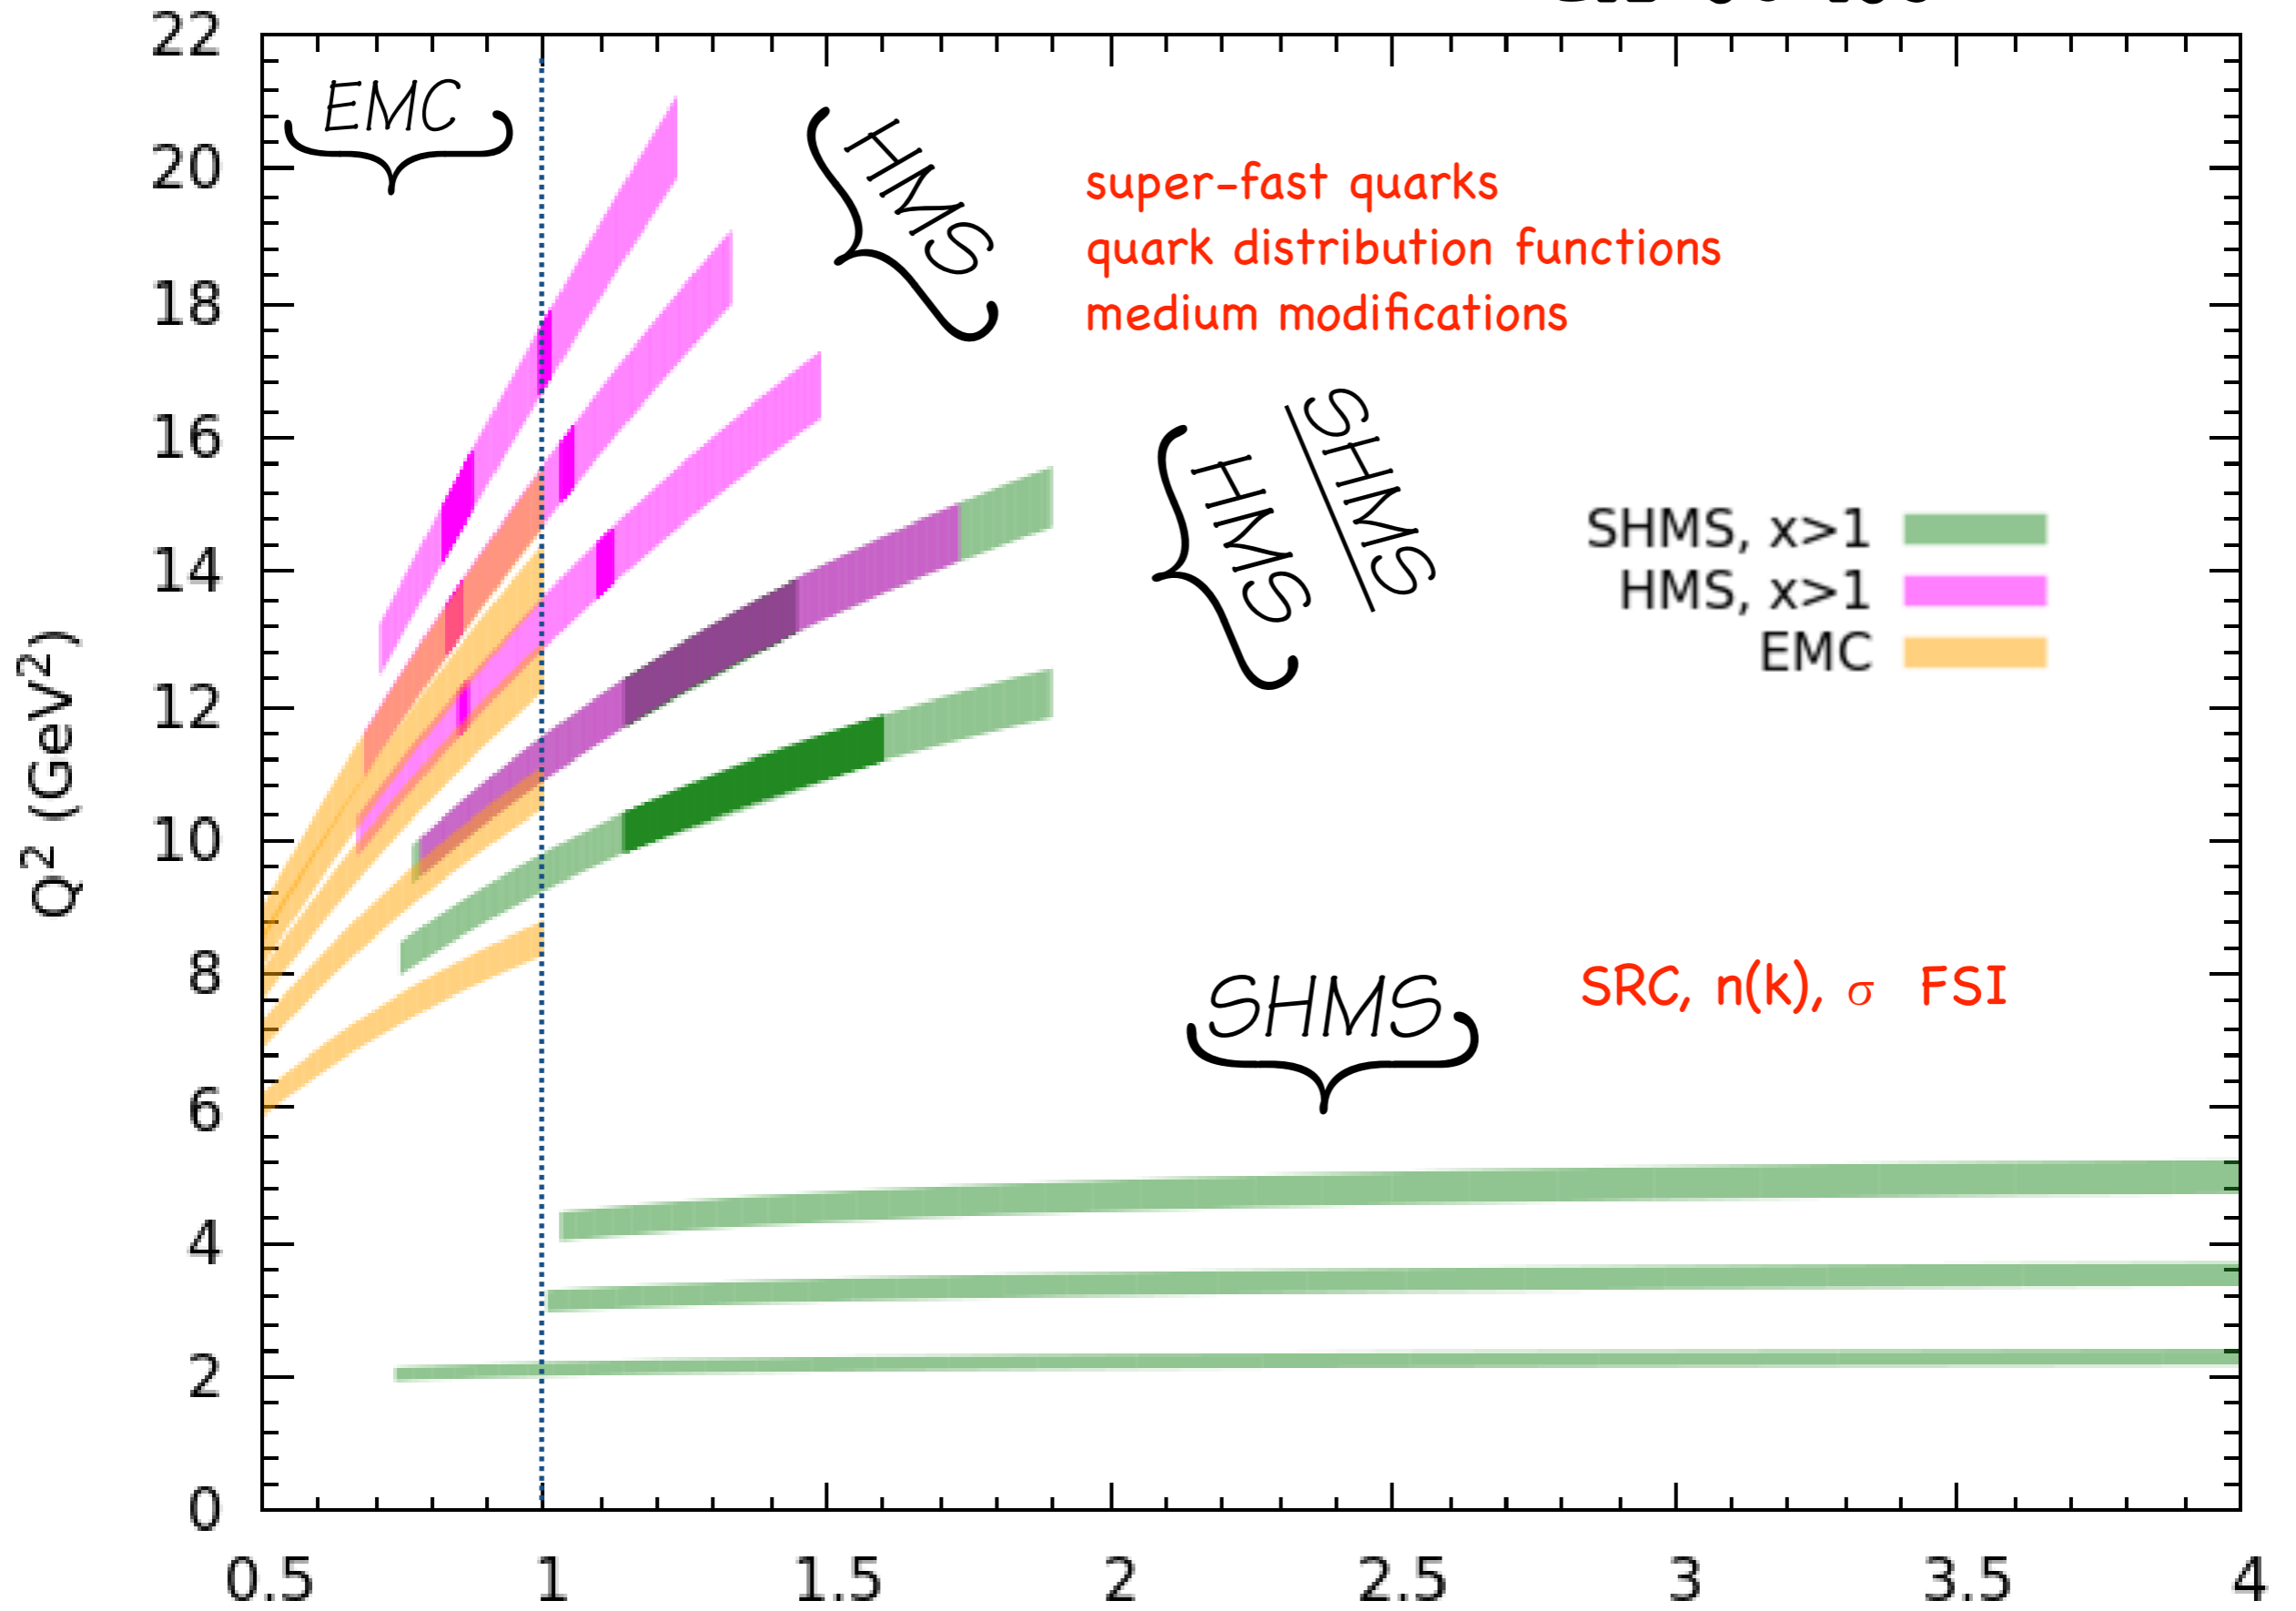 22
20
18
16
14
12
10
8
6
4
2
0
Q² (GeV²)
EMC
HMS
super-fast quarks
quark distribution functions
medium modifications
HMS
SHMS
SHMS, x>1
HMS, x>1
EMC
SHMS
SRC, n(k), σ FSI
0.5 1 1.5 2 2.5 3 3.5 4